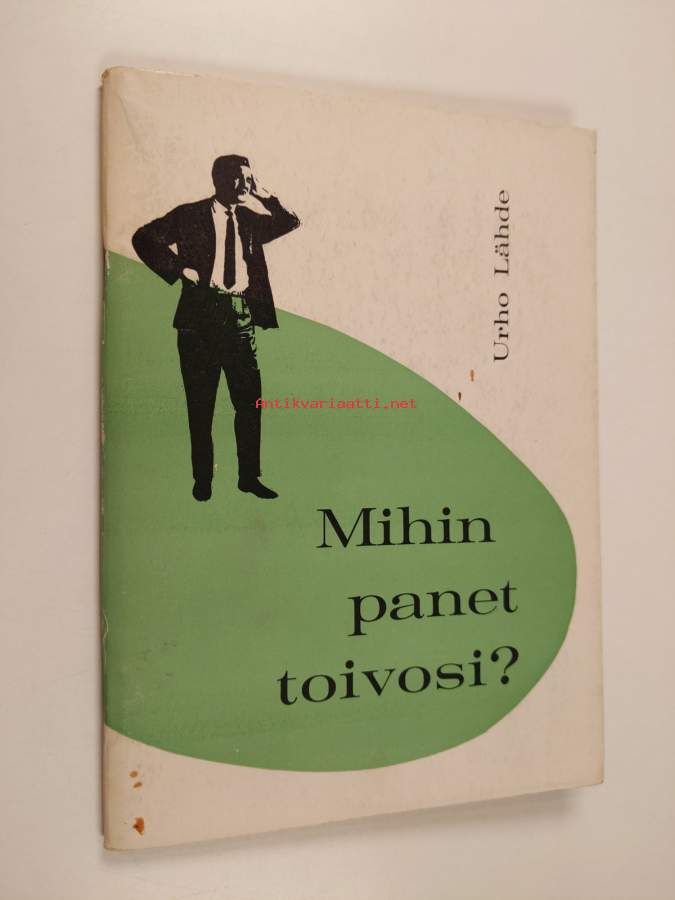 Urho Lähde
Antikvariaatti.net
Mihin
panet
toivosi?